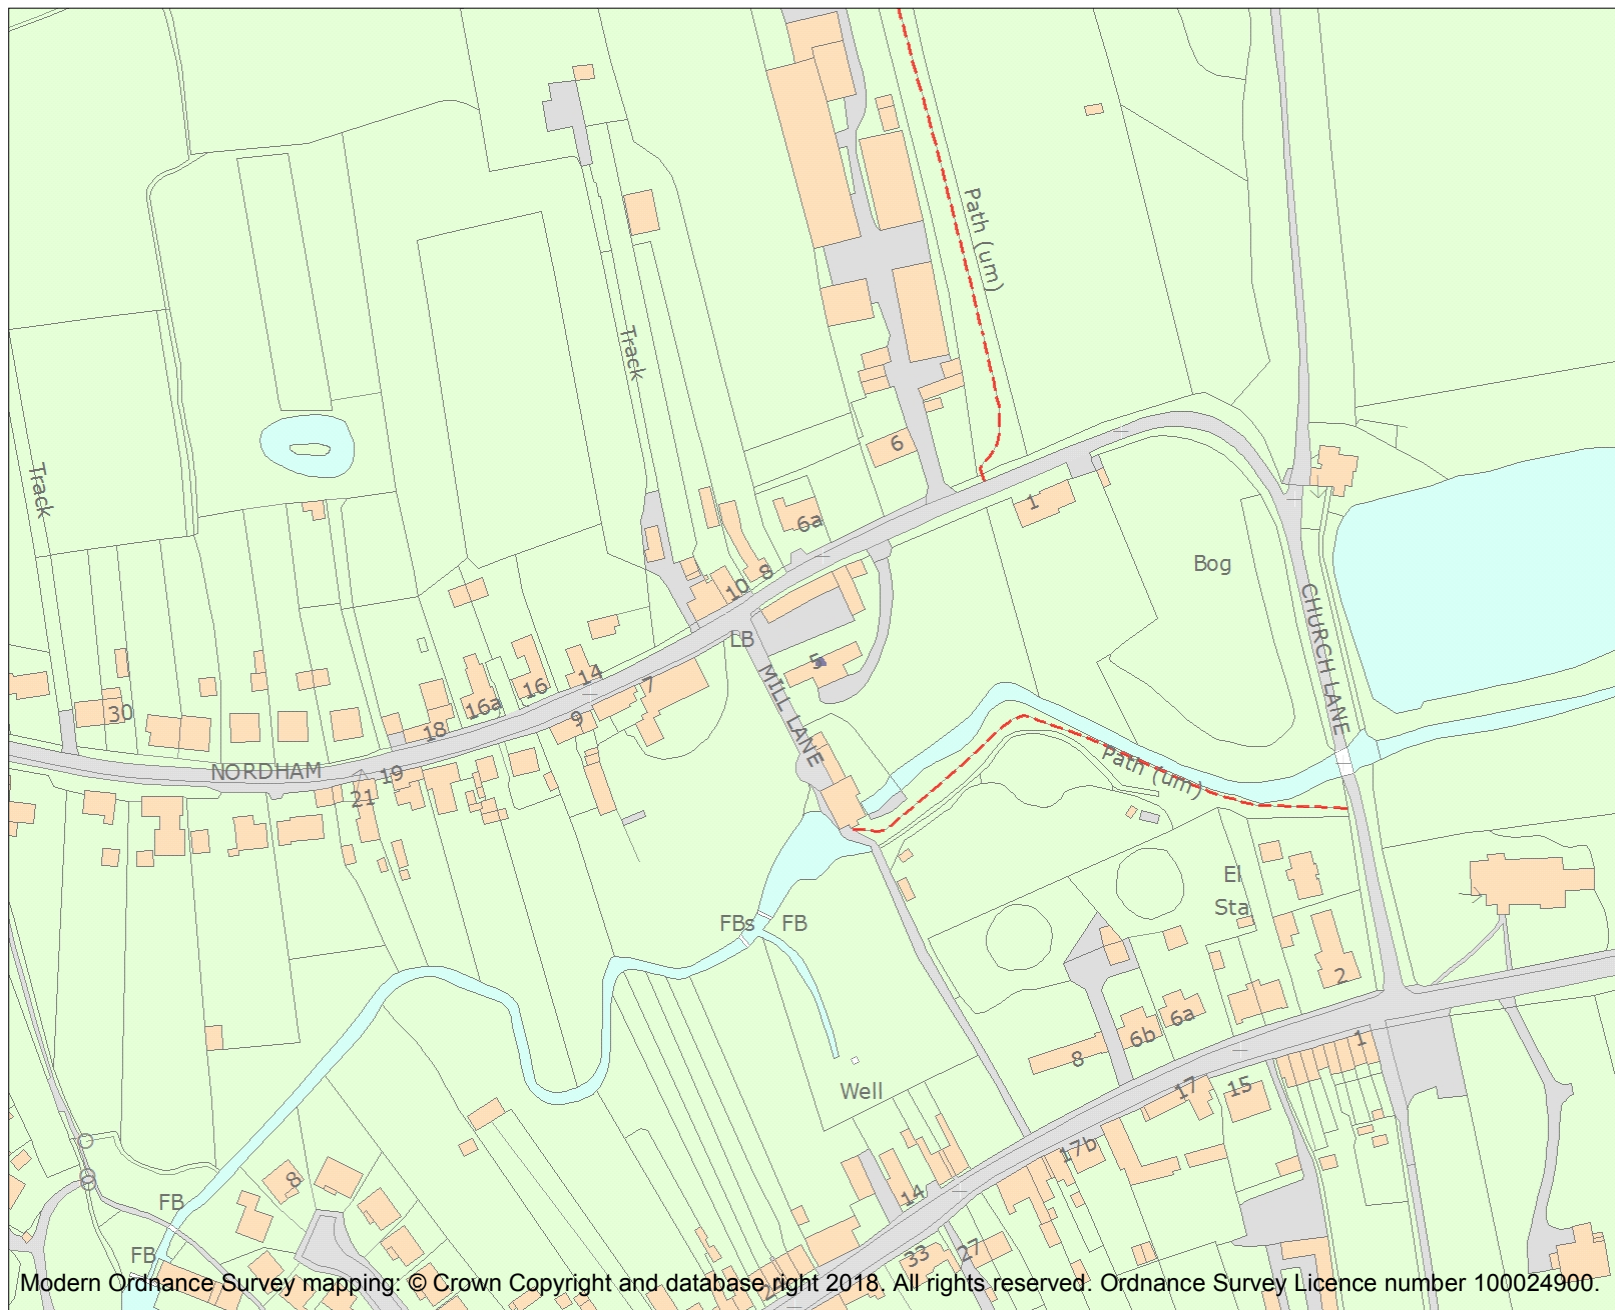 Path (um)
Track
Track
6
1
6a
8
10
Bog
CHURCH LANE
LB
5
MILL LANE
14
16
16a
7
9
18
30
NORDHAM
19
21
Path (um)
El
Sta
FBs
FB
2
6a
6b
8
1
15
17
17b
Well
14
8
FB
FB
33
27
Modern Ordnance Survey mapping: © Crown Copyright and database right 2018. All rights reserved. Ordnance Survey Licence number 100024900.